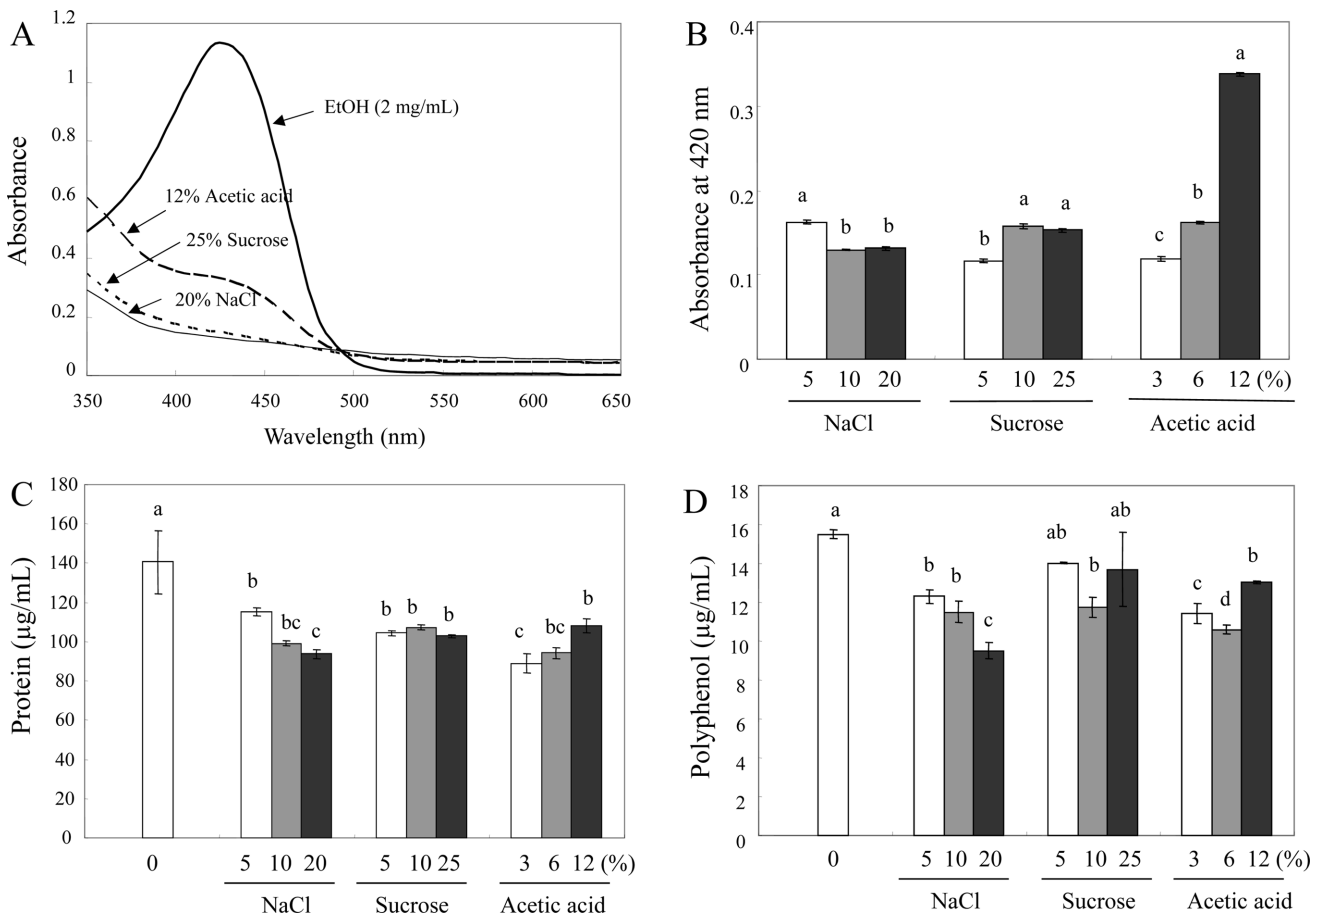 A
1.2
1
0.8
0.6
0.4
0.2
0
Absorbance
EtOH (2 mg/mL)
12% Acetic acid
25% Sucrose
20% NaCl
350 400 450 500 550 600 650
Wavelength (nm)
B
0.4
0.3
0.2
0.1
0
Absorbance at 420 nm
a b b b a a c b a
5 10 20 5 10 25 3 6 12 (%)
NaCl Sucrose Acetic acid
C
180
160
140
120
100
80
60
40
20
0
Protein (µg/mL)
a b bc c b b b c bc b
0 5 10 20 5 10 25 3 6 12 (%)
NaCl Sucrose Acetic acid
D
18
16
14
12
10
8
6
4
2
0
Polyphenol (µg/mL)
a b b c ab b ab c d b
0 5 10 20 5 10 25 3 6 12 (%)
NaCl Sucrose Acetic acid